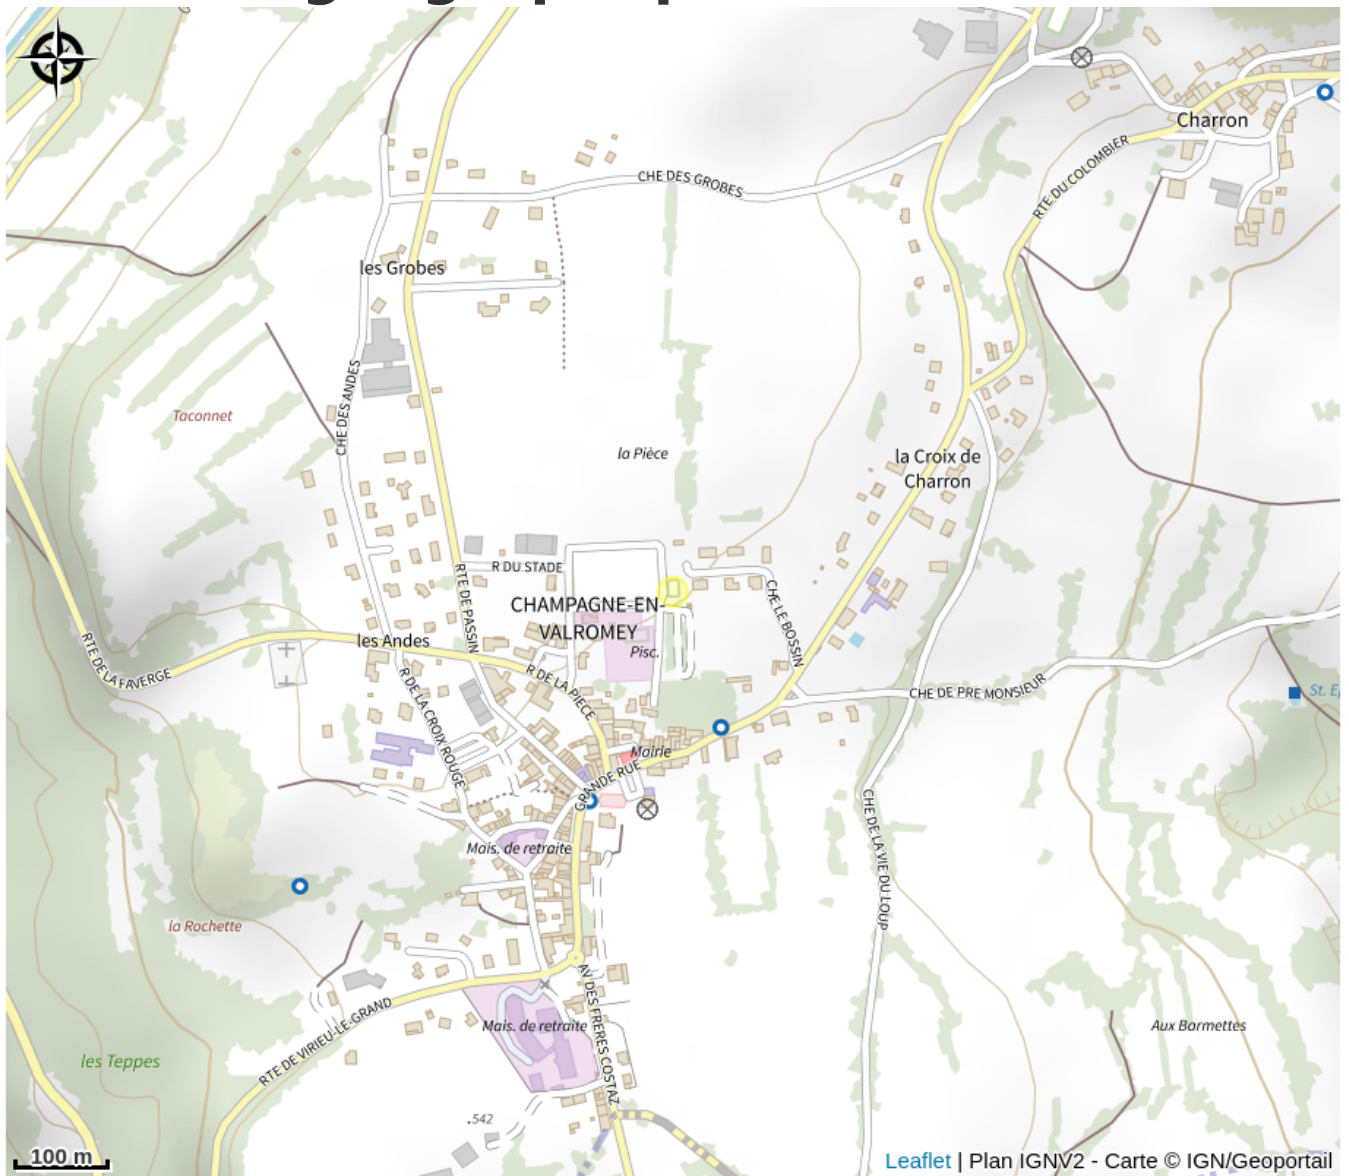 Charron
CHE DES GROBES
RTE DU COLOMBIER
les Grobes
CHE DES ANDES
Taconnet
la Pièce
la Croix de
Charron
R DU STADE
RTE DE PASSIN
CHAMPAGNE-EN-
VALROMEY
CHE LE BOSSIN
les Andes
Pisc.
RTE DE LA FAVERGE
R DE LA PIECE
R DE LA CROIX ROUGE
CHE DE PRE MONSIEUR
Mairie
GRANDE RUE
CHE DE LA VIE DU LOUP
Mais. de retraite
la Rochette
AV DES FRERES COSTAZ
Mais. de retraite
RTE DE VIRIEU-LE-GRAND
Aux Barmettes
les Teppes
.542
100 m
Leaflet | Plan IGNV2 - Carte © IGN/Geoportail